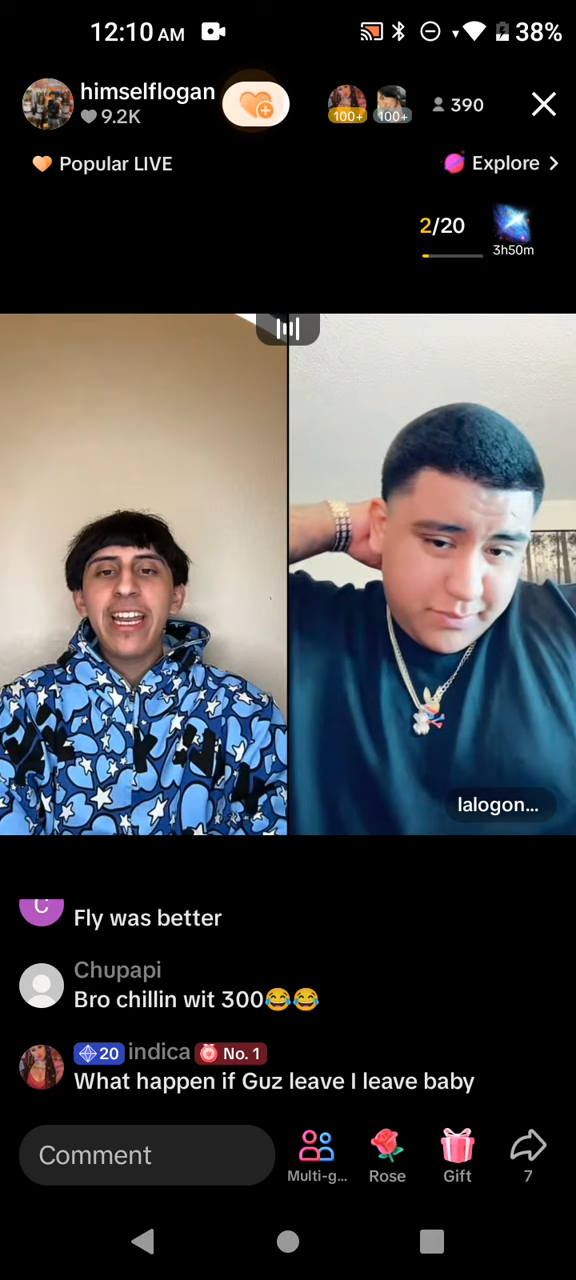 12:10 AM
38%
himselflogan
9.2K
100+
100+
390
Popular LIVE
Explore
2/20
3h50m
lalogon...
C
Fly was better
Chupapi
Bro chillin wit 300😂😂
20 indica No. 1
What happen if Guz leave I leave baby
Comment
Multi-g...
Rose
Gift
7